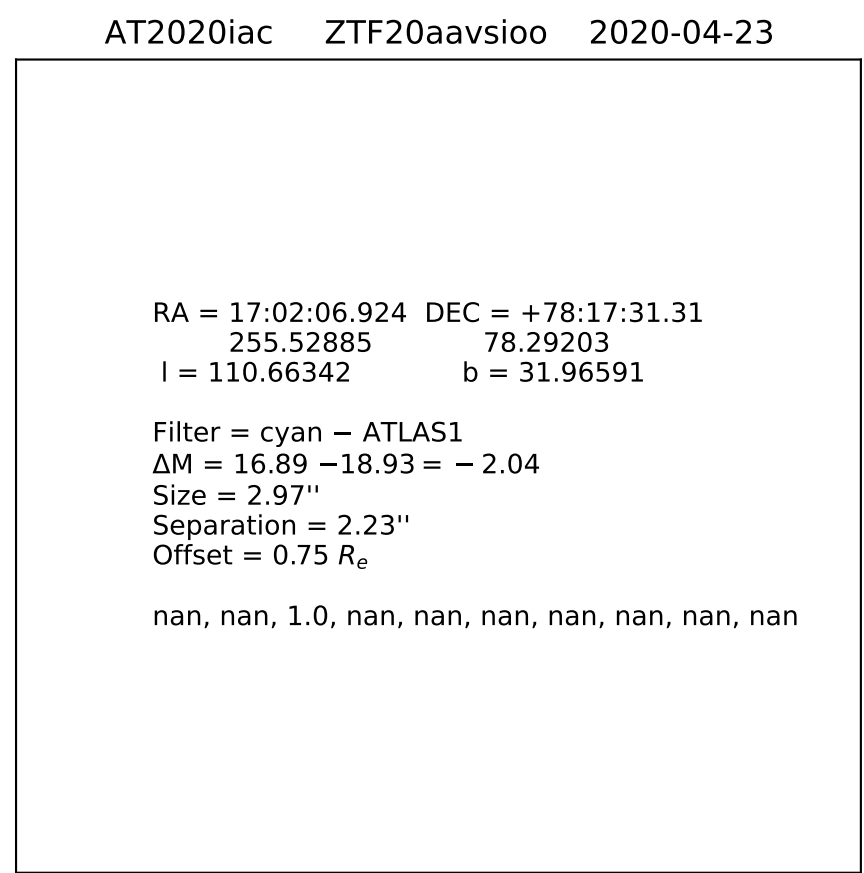 AT2020iac ZTF20aavsioo 2020-04-23
RA = 17:02:06.924 DEC = +78:17:31.31
255.52885 78.29203
l = 110.66342 b = 31.96591
Filter = cyan − ATLAS1
ΔM = 16.89 −18.93 = − 2.04
Size = 2.97''
Separation = 2.23''
Offset = 0.75 Re
nan, nan, 1.0, nan, nan, nan, nan, nan, nan, nan